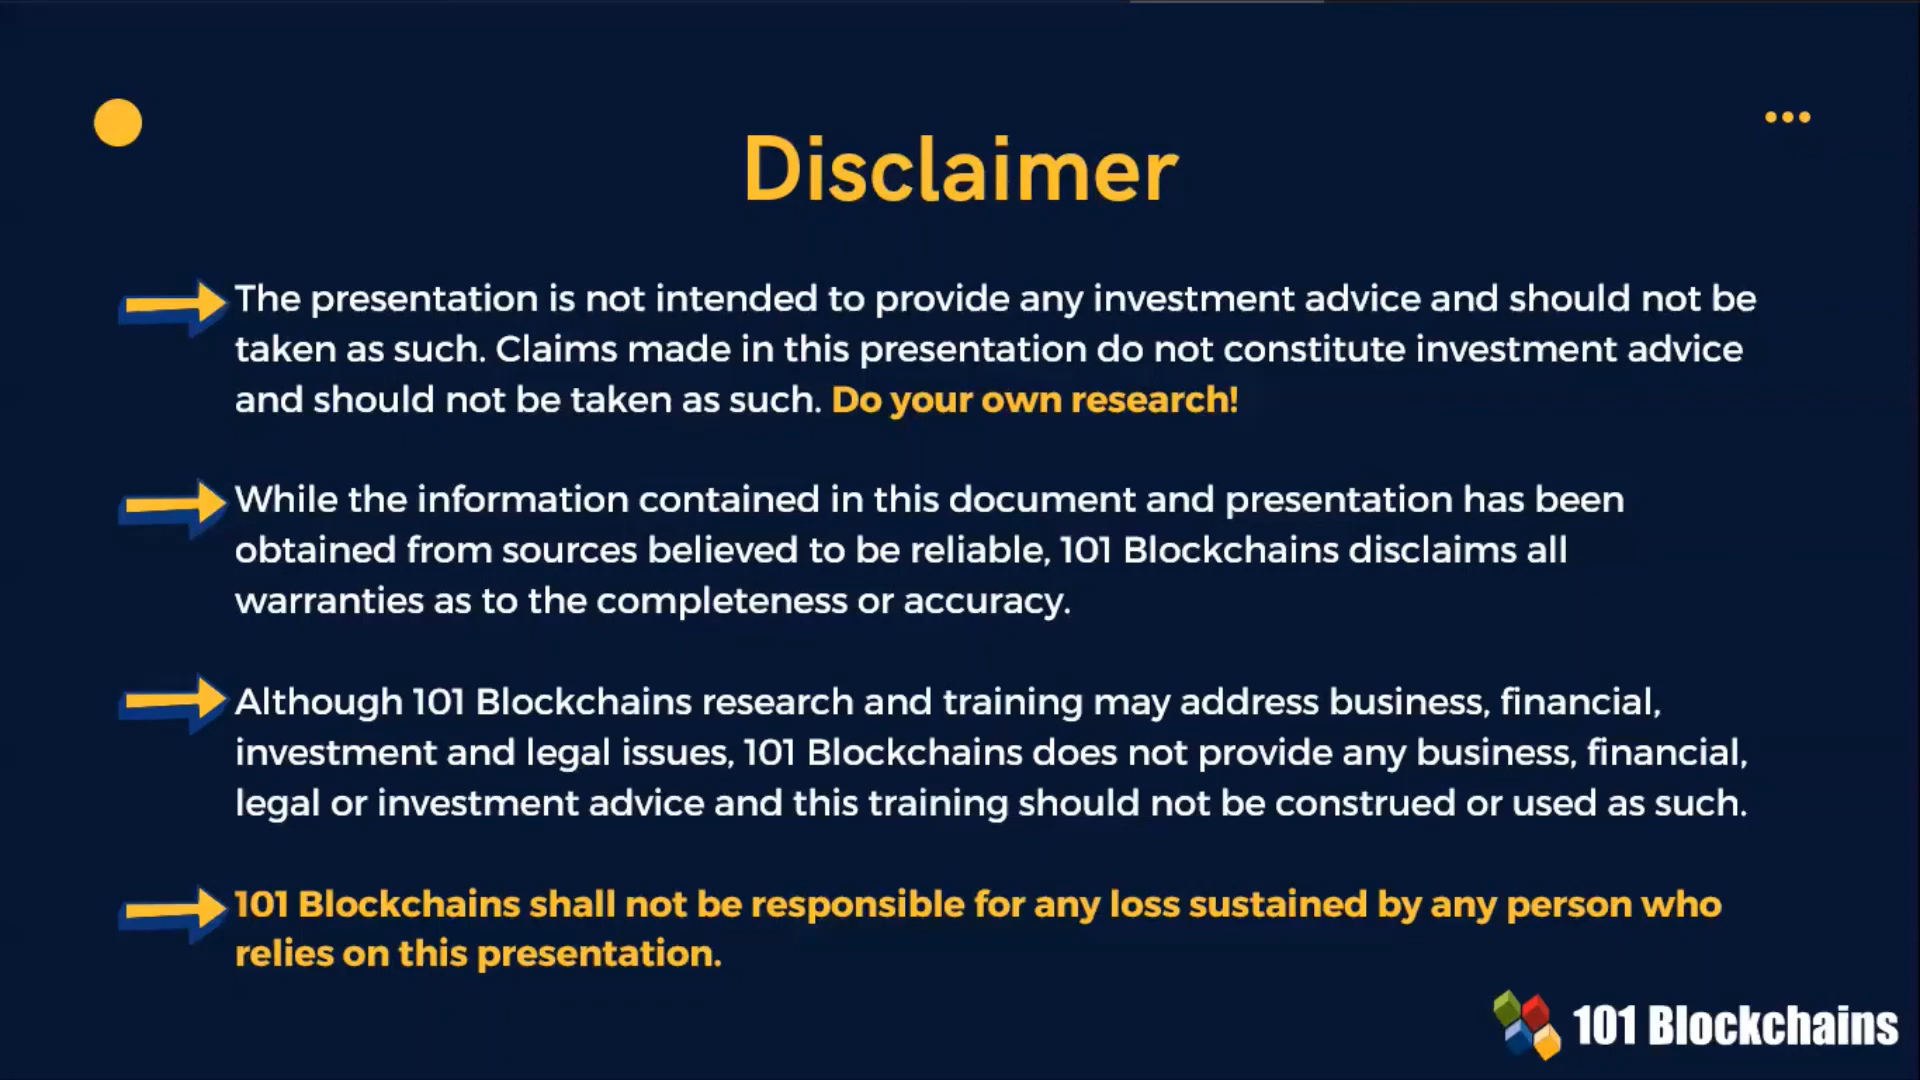 Disclaimer
The presentation is not intended to provide any investment advice and should not be
taken as such. Claims made in this presentation do not constitute investment advice
and should not be taken as such. Do your own research!
While the information contained in this document and presentation has been
obtained from sources believed to be reliable, 101 Blockchains disclaims all
warranties as to the completeness or accuracy.
Although 101 Blockchains research and training may address business, financial,
investment and legal issues, 101 Blockchains does not provide any business, financial,
legal or investment advice and this training should not be construed or used as such.
101 Blockchains shall not be responsible for any loss sustained by any person who
relies on this presentation.
101 Blockchains